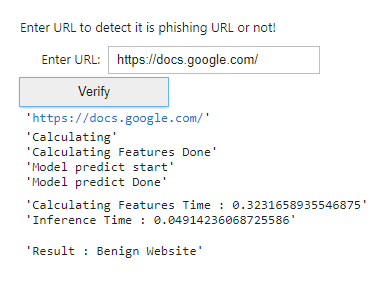 Enter URL to detect it is phishing URL or not!
Enter URL: https://docs.google.com/
Verify
'https://docs.google.com/'
'Calculating'
'Calculating Features Done'
'Model predict start'
'Model predict Done'
'Calculating Features Time : 0.3231658935546875'
'Inference Time : 0.04914236068725586'
'Result : Benign Website'